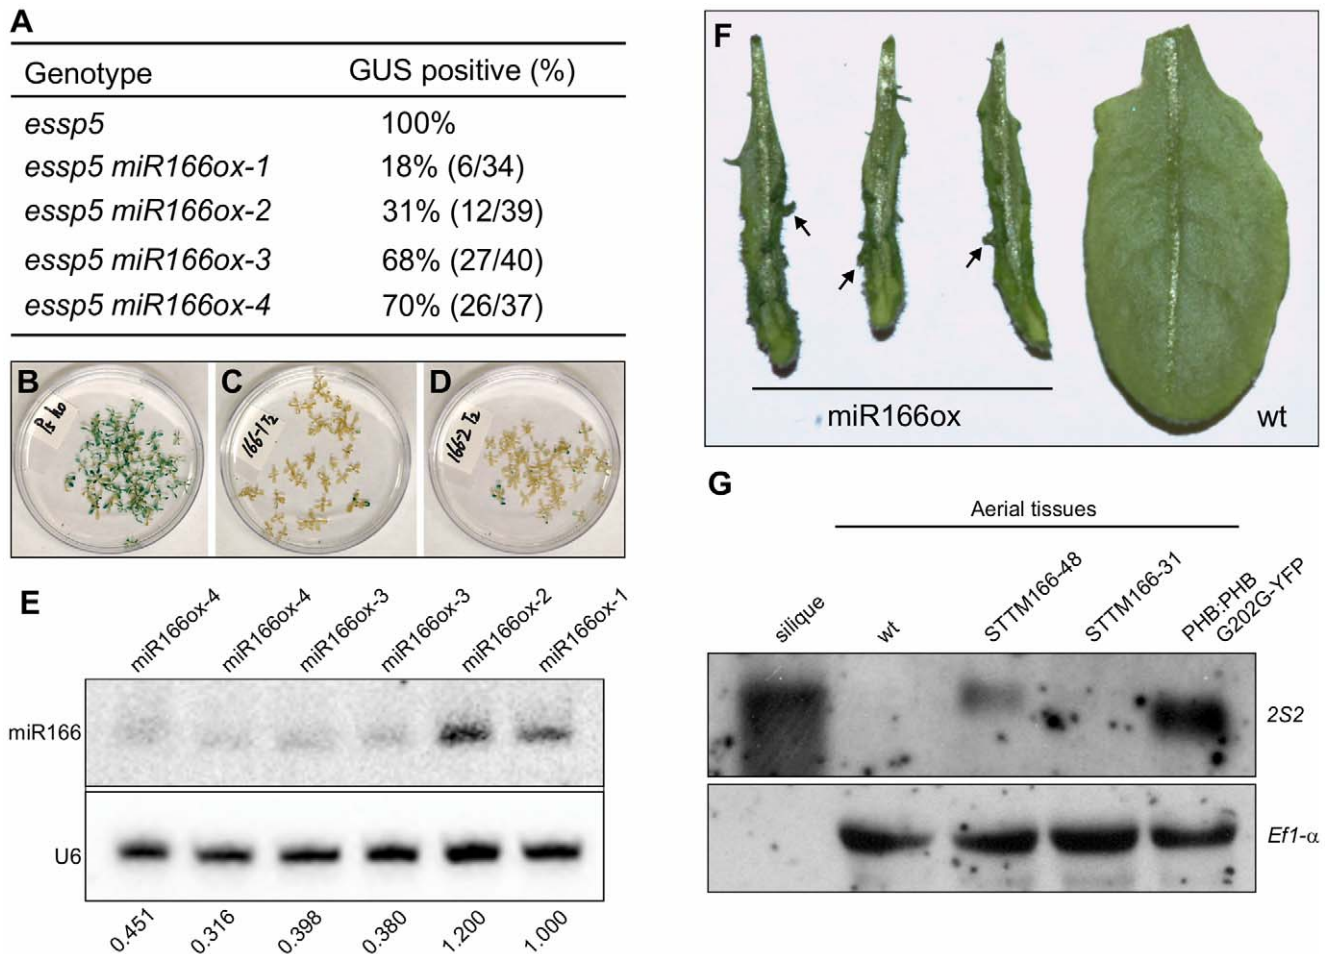 A
Genotype GUS positive (%)
essp5 100%
essp5 miR166ox-1 18% (6/34)
essp5 miR166ox-2 31% (12/39)
essp5 miR166ox-3 68% (27/40)
essp5 miR166ox-4 70% (26/37)
B
C
D
166-1 T2
166-2 T2
E
miR166ox-4
miR166ox-4
miR166ox-3
miR166ox-3
miR166ox-2
miR166ox-1
miR166
U6
0.451
0.316
0.398
0.380
1.200
1.000
F
miR166ox
wt
G
Aerial tissues
silique
wt
STTM166-48
STTM166-31
PHB:PHB
G202G-YFP
2S2
Ef1-α